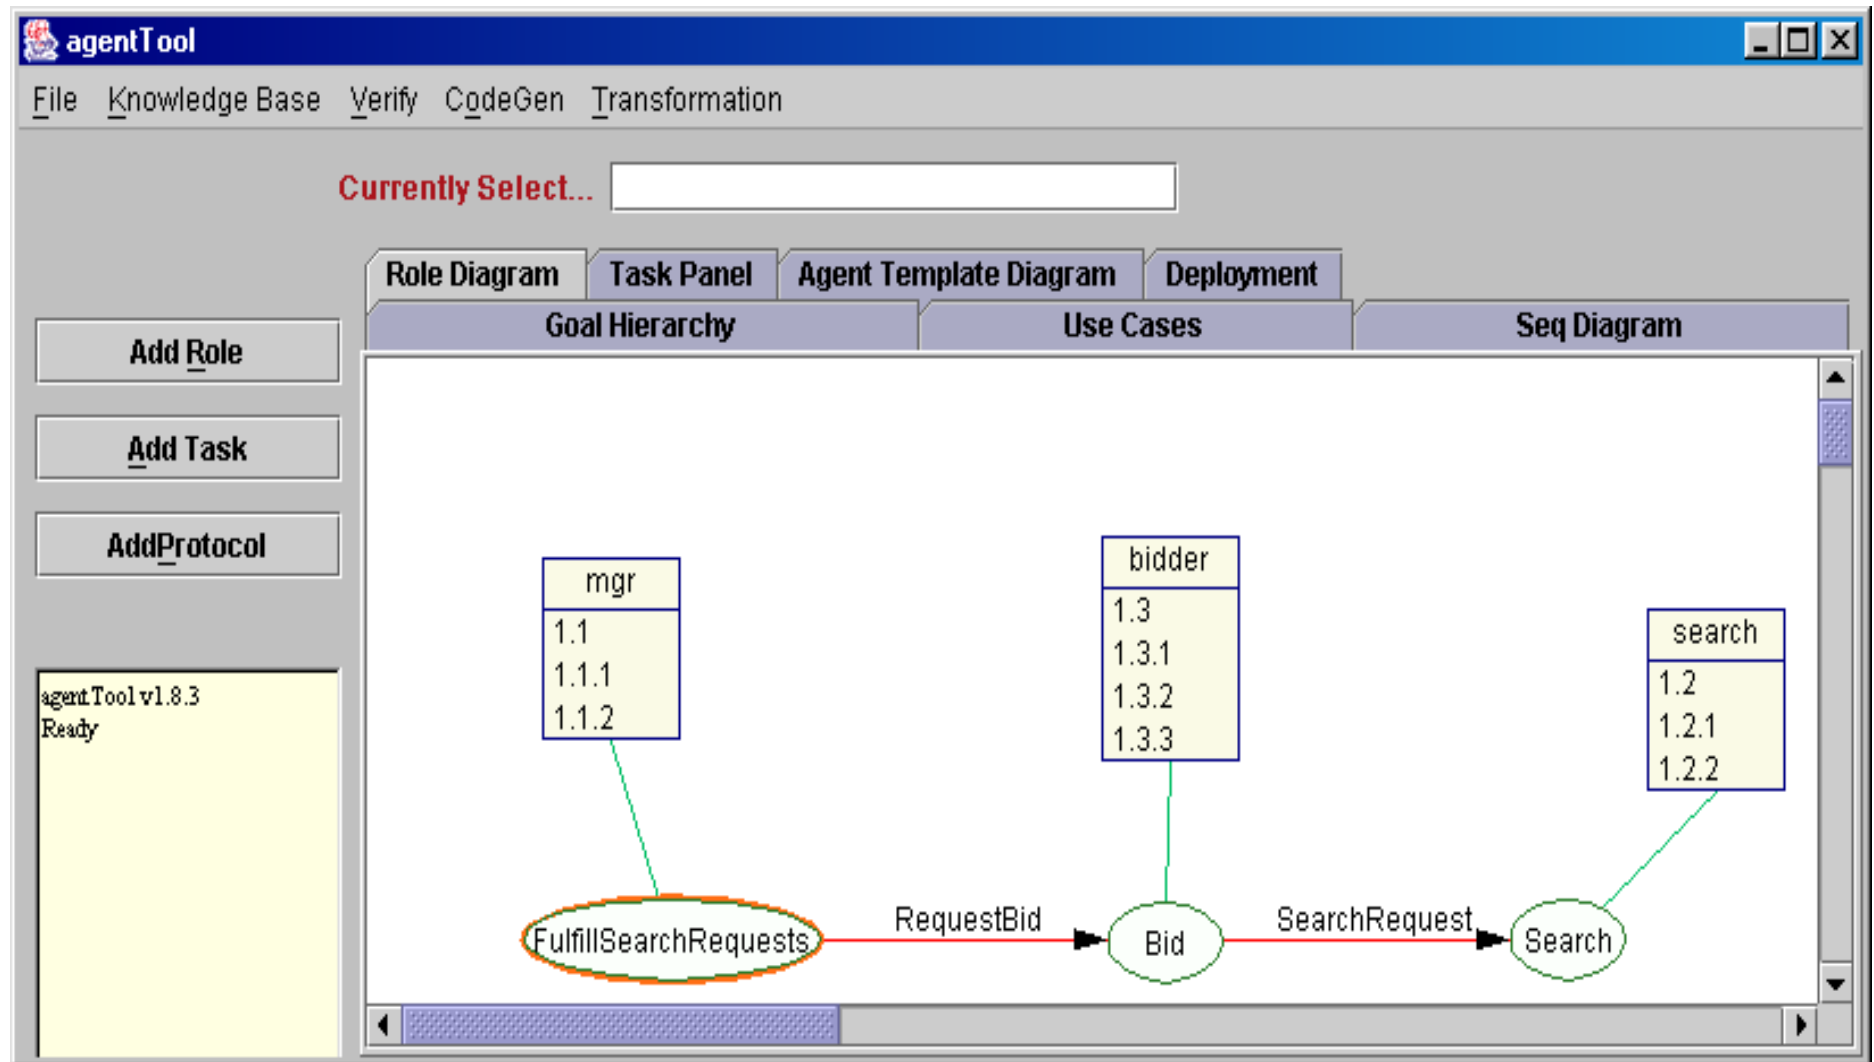 agentTool
File Knowledge Base Verify CodeGen Transformation
Currently Select...
Role Diagram Task Panel Agent Template Diagram Deployment
Goal Hierarchy Use Cases Seq Diagram
Add Role
Add Task
AddProtocol
agentTool v1.8.3
Ready
mgr
1.1
1.1.1
1.1.2
bidder
1.3
1.3.1
1.3.2
1.3.3
search
1.2
1.2.1
1.2.2
FulfillSearchRequests
RequestBid
Bid
SearchRequest
Search